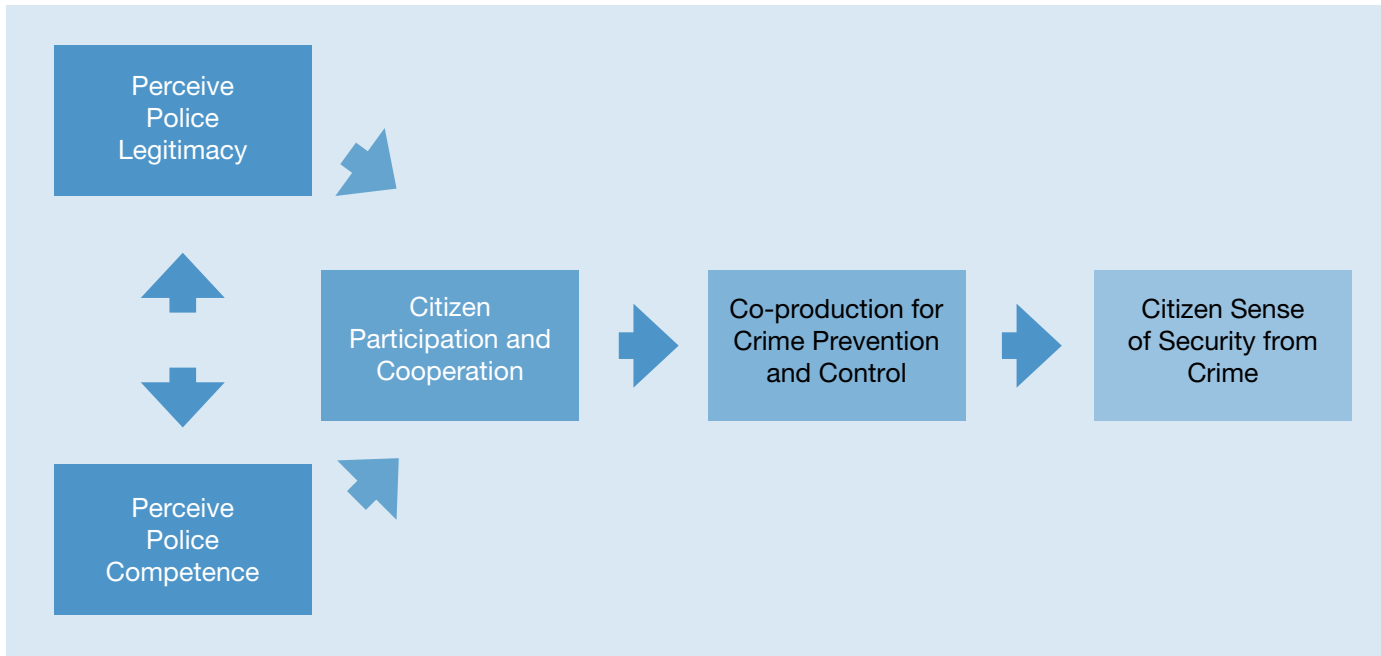 Perceive
Police
Legitimacy
Citizen
Participation and
Cooperation
Co-production for
Crime Prevention
and Control
Citizen Sense
of Security from
Crime
Perceive
Police
Competence